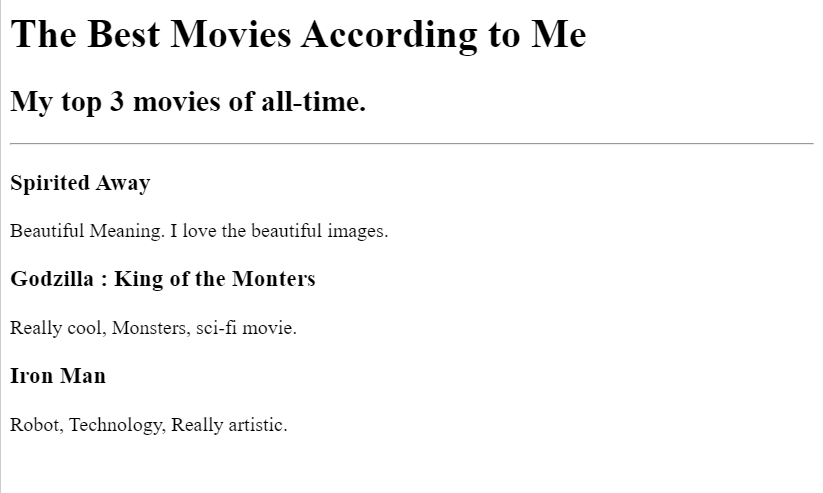 The Best Movies According to Me
My top 3 movies of all-time.
Spirited Away
Beautiful Meaning. I love the beautiful images.
Godzilla : King of the Monters
Really cool, Monsters, sci-fi movie.
Iron Man
Robot, Technology, Really artistic.